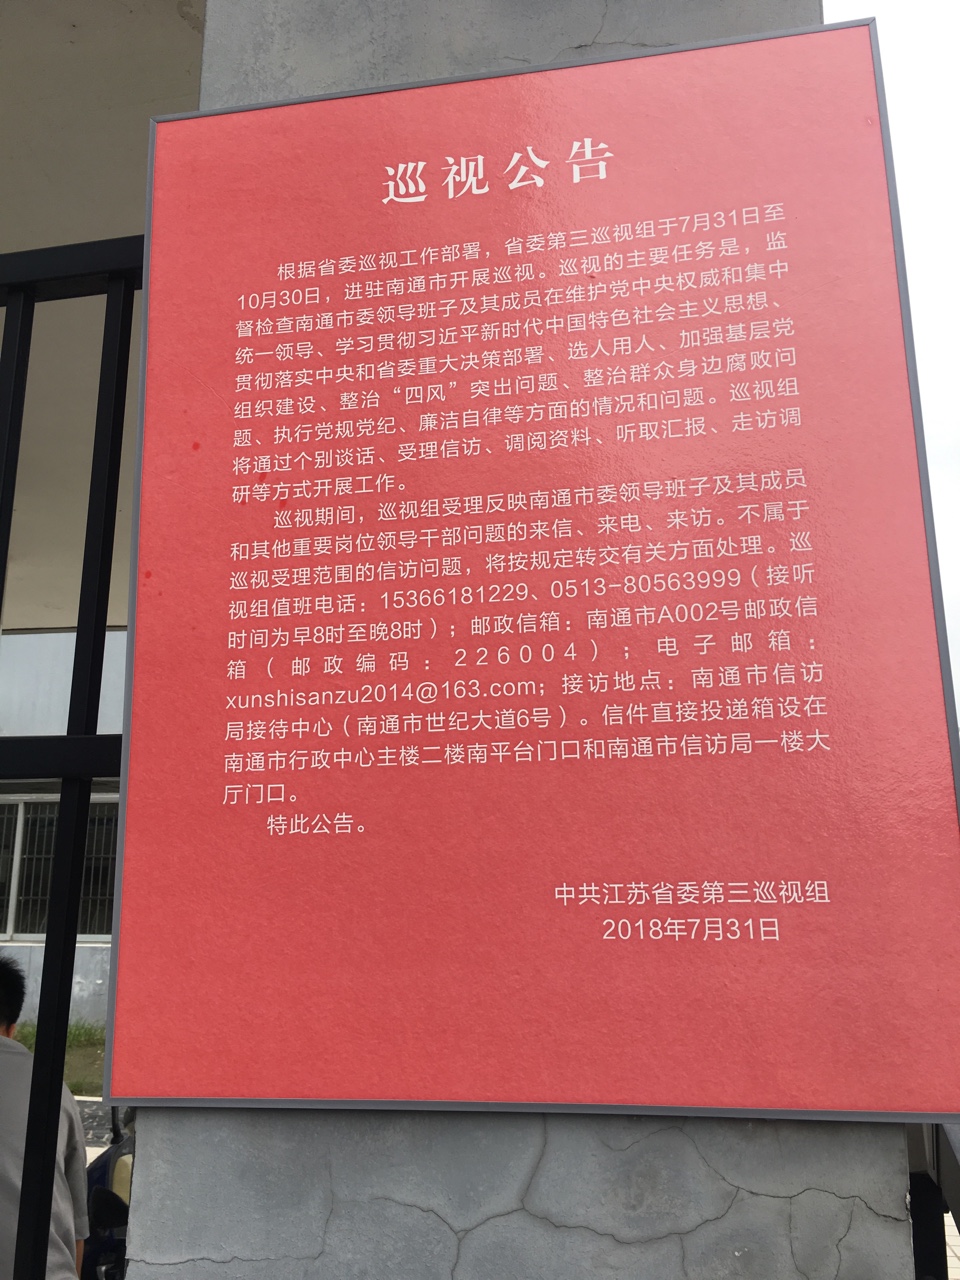 巡视公告
根据省委巡视工作部署，省委第三巡视组于7月31日至
10月30日，进驻南通市开展巡视。巡视的主要任务是，监
督检查南通市委领导班子及其成员在维护党中央权威和集中
统一领导、学习贯彻习近平新时代中国特色社会主义思想、
贯彻落实中央和省委重大决策部署、选人用人、加强基层党
组织建设、整治“四风”突出问题、整治群众身边腐败问
题、执行党规党纪、廉洁自律等方面的情况和问题。巡视组
将通过个别谈话、受理信访、调阅资料、听取汇报、走访调
研等方式开展工作。
巡视期间，巡视组受理反映南通市委领导班子及其成员
和其他重要岗位领导干部问题的来信、来电、来访。不属于
巡视受理范围的信访问题，将按规定转交有关方面处理。巡
视组值班电话：15366181229、0513-80563999（接听
时间为早8时至晚8时）；邮政信箱：南通市A002号邮政信
箱（邮政编码：226004）；电子邮箱：
xunshisanzu2014@163.com；接访地点：南通市信访
局接待中心（南通市世纪大道6号）。信件直接投递箱设在
南通市行政中心主楼二楼南平台门口和南通市信访局一楼大
厅门口。
特此公告。
中共江苏省委第三巡视组
2018年7月31日